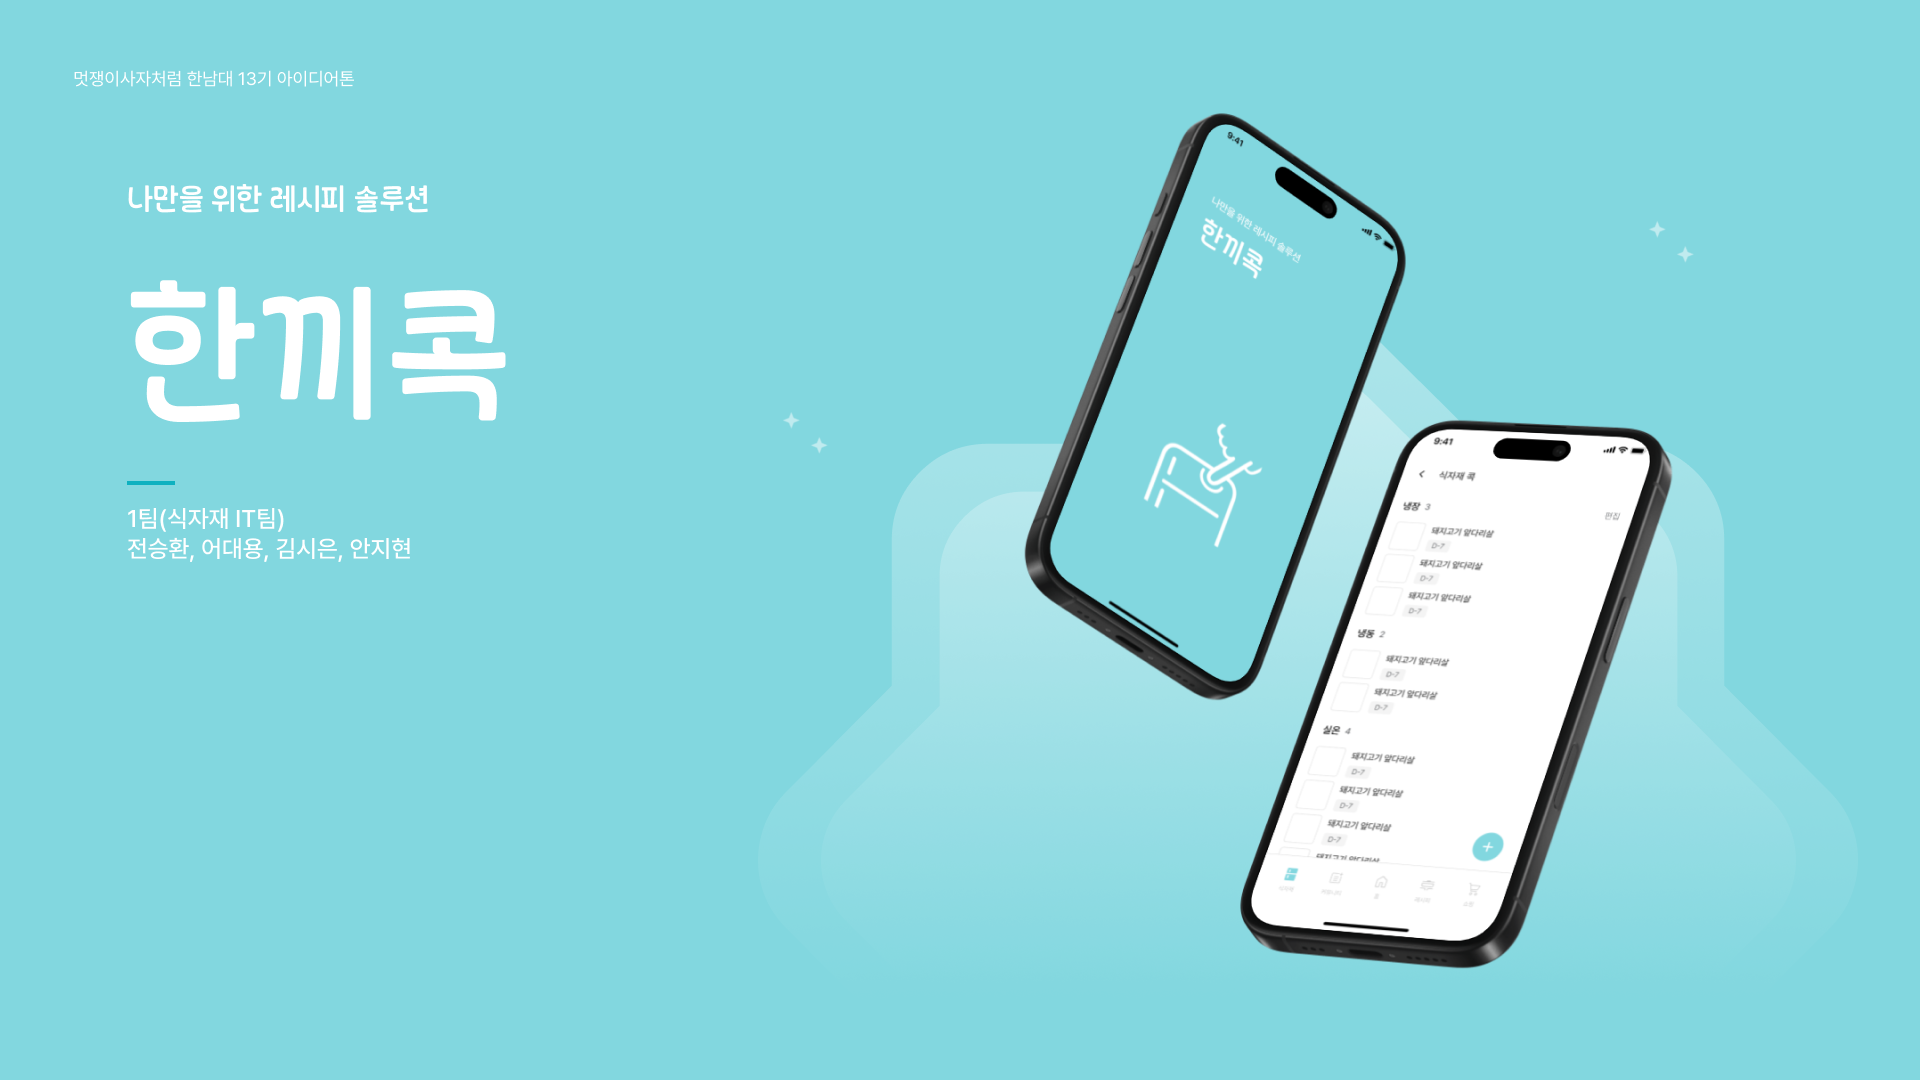 멋쟁이사자처럼 한남대 13기 아이디어톤
나만을 위한 레시피 솔루션
한끼콕
1팀(식자재 IT팀)
전승환, 어대용, 김시은, 안지현
9:41
나만을 위한 레시피 솔루션
한끼콕
9:41
식자재 콕
냉장 3
편집
돼지고기 앞다리살
D-7
돼지고기 앞다리살
D-7
돼지고기 앞다리살
D-7
냉동 2
돼지고기 앞다리살
D-7
돼지고기 앞다리살
D-7
실온 4
돼지고기 앞다리살
D-7
돼지고기 앞다리살
D-7
돼지고기 앞다리살
D-7
돼지고기 앞다리살
홈